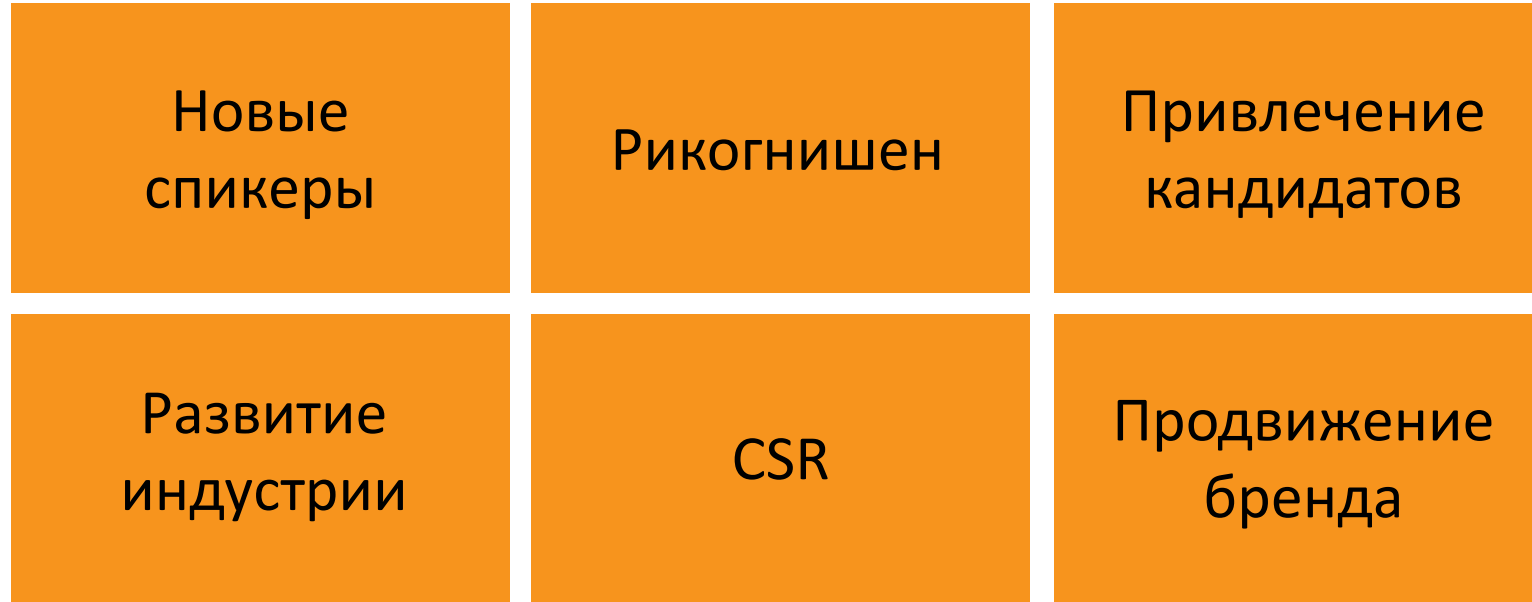 Новые
спикеры
Рикогнишен
Привлечение
кандидатов
Развитие
индустрии
CSR
Продвижение
бренда